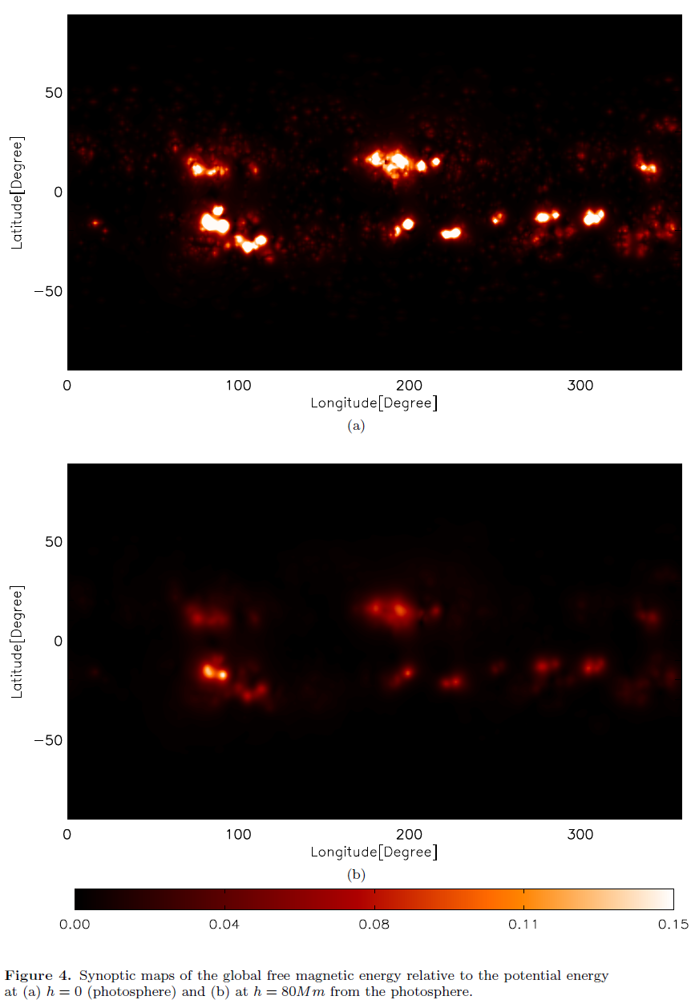 50
0
−50
Latitude[Degree]
0 100 200 300
Longitude[Degree]
(a)
50
0
−50
Latitude[Degree]
0 100 200 300
Longitude[Degree]
(b)
0.00 0.04 0.08 0.11 0.15
Figure 4. Synoptic maps of the global free magnetic energy relative to the potential energy
at (a) h = 0 (photosphere) and (b) at h = 80Mm from the photosphere.